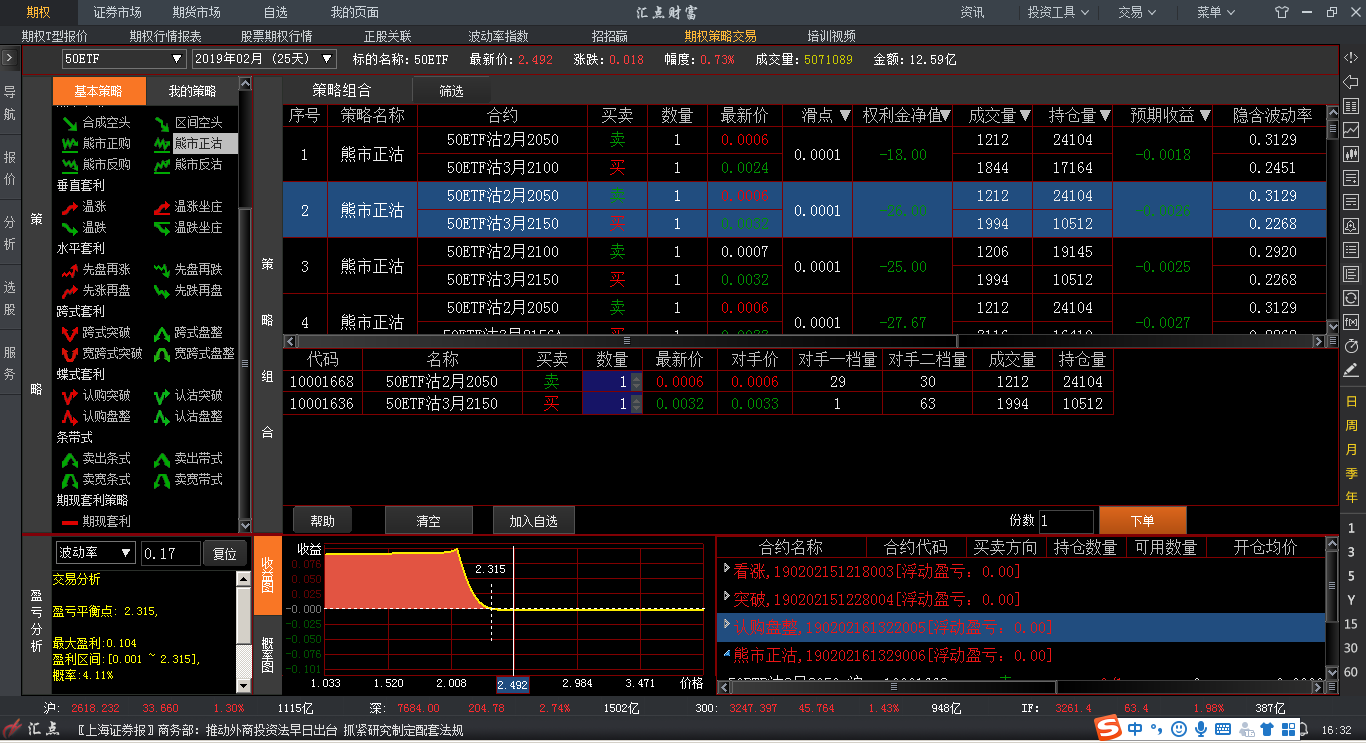 期权 证券市场 期货市场 自选 我的页面 汇点财富 资讯 投资工具 交易 菜单
期权T型报价 期权行情报表 股票期权行情 正股关联 波动率指数 招招赢 期权策略交易 培训视频
50ETF 2019年02月 (25天) 标的名称: 50ETF 最新价: 2.492 涨跌: 0.018 幅度: 0.73% 成交量: 5071089 金额: 12.59亿
导航
报价
分析
选股
服务
策略
基本策略 我的策略
合成空头 区间空头
熊市正购 熊市正沽
熊市反购 熊市反沽
垂直套利
温涨 温涨坐庄
温跌 温跌坐庄
水平套利
先盘再涨 先盘再跌
先涨再盘 先跌再盘
跨式套利
跨式突破 跨式盘整
宽跨式突破 宽跨式盘整
蝶式套利
认购突破 认沽突破
认购盘整 认沽盘整
条带式
卖出条式 卖出带式
卖宽条式 卖宽带式
期现套利策略
期现套利
策略组合
策略组合 筛选
序号 策略名称 合约 买卖 数量 最新价 滑点▼ 权利金净值▼ 成交量▼ 持仓量▼ 预期收益▼ 隐含波动率
1 熊市正沽 50ETF沽2月2050 卖 1 0.0006 0.0001 -18.00 1212 24104 -0.0018 0.3129
50ETF沽3月2100 买 1 0.0024 1844 17164 0.2451
2 熊市正沽 50ETF沽2月2050 卖 1 0.0006 0.0001 -26.00 1212 24104 -0.0026 0.3129
50ETF沽3月2150 买 1 0.0032 1994 10512 0.2268
3 熊市正沽 50ETF沽2月2100 卖 1 0.0007 0.0001 -25.00 1206 19145 -0.0025 0.2920
50ETF沽3月2150 买 1 0.0032 1994 10512 0.2268
4 熊市正沽 50ETF沽2月2050 卖 1 0.0006 0.0001 -27.67 1212 24104 -0.0027 0.3129
代码 名称 买卖 数量 最新价 对手价 对手一档量 对手二档量 成交量 持仓量
10001668 50ETF沽2月2050 卖 1 0.0006 0.0006 29 30 1212 24104
10001636 50ETF沽3月2150 买 1 0.0032 0.0033 1 63 1994 10512
帮助 清空 加入自选 份数 1 下单
盈亏分析
波动率 0.17 复位
交易分析
盈亏平衡点: 2.315,
最大盈利:0.104
盈利区间:[0.001 ~ 2.315],
概率:4.11%
收益图
概率图
收益
0.076
0.050
0.025
-0.000
-0.025
-0.050
-0.076
-0.101
2.315
1.033 1.520 2.008 2.492 2.984 3.471 价格
合约名称 合约代码 买卖方向 持仓数量 可用数量 开仓均价
看涨,190202151218003[浮动盈亏: 0.00]
突破,190202151228004[浮动盈亏: 0.00]
认购盘整,190202161322005[浮动盈亏: 0.00]
熊市正沽,190202161329006[浮动盈亏: 0.00]
日
周
月
季
年
1
3
5
Y
15
30
60
沪: 2618.232 33.660 1.30% 1115亿 深: 7684.00 204.78 2.74% 1502亿 300: 3247.397 45.764 1.43% 948亿 IF: 3261.4 63.4 1.98% 387亿
汇点 〖上海证券报〗商务部：推动外商投资法早日出台 抓紧研究制定配套法规 中 16:32